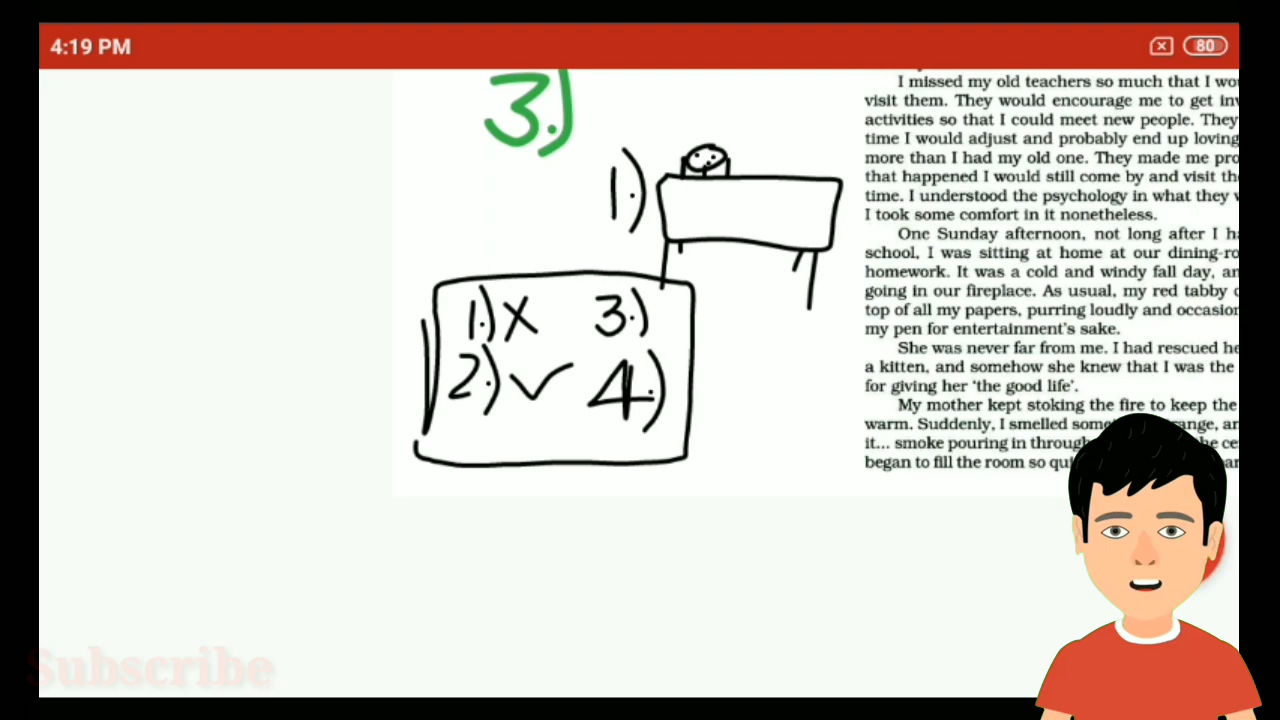 4:19 PM
80
3.)
1.)
1.) X 3.)
2.) ✓ 4.)
I missed my old teachers so much that I wo
visit them. They would encourage me to get in
activities so that I could meet new people. They
time I would adjust and probably end up loving
more than I had my old one. They made me pro
that happened I would still come by and visit th
time. I understood the psychology in what they
I took some comfort in it nonetheless.
One Sunday afternoon, not long after I h
school, I was sitting at home at our dining-ro
homework. It was a cold and windy fall day, an
going in our fireplace. As usual, my red tabby
top of all my papers, purring loudly and occasion
my pen for entertainment's sake.
She was never far from me. I had rescued he
a kitten, and somehow she knew that I was the
for giving her 'the good life'.
My mother kept stoking the fire to keep the
warm. Suddenly, I smelled som
it... smoke pouring in through he ce
began to fill the room so
Subscribe